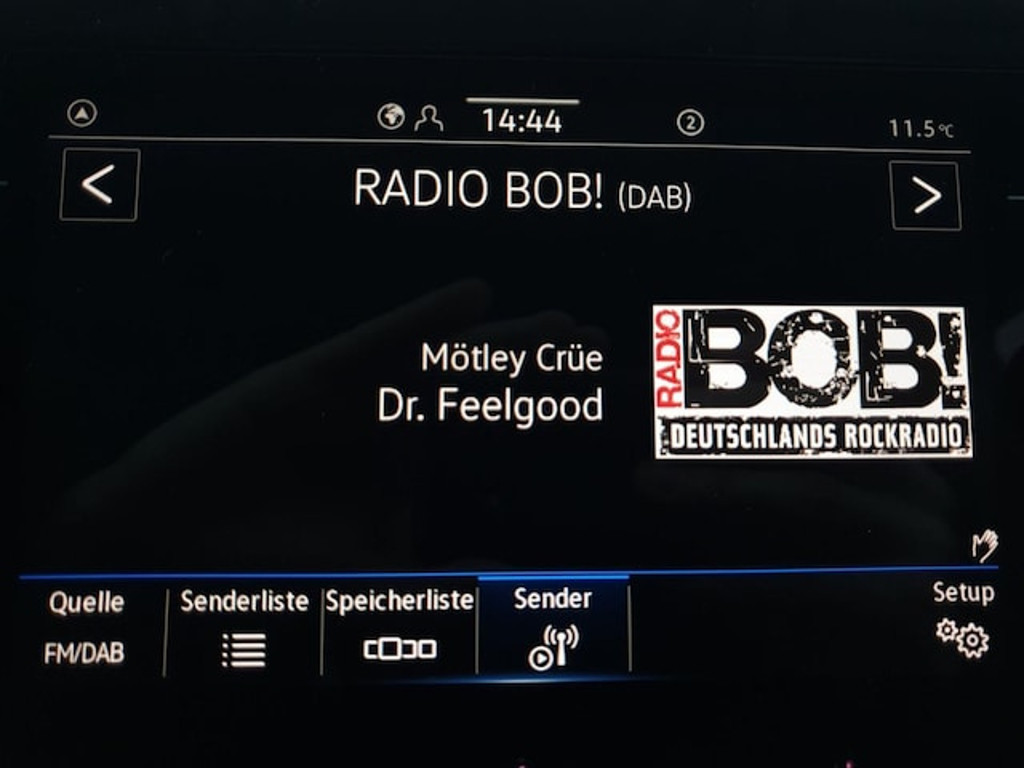 14:44
2
11.5°C
< RADIO BOB! (DAB) >
Mötley Crüe
Dr. Feelgood
RADIO
BOB!
DEUTSCHLANDS ROCKRADIO
Quelle
FM/DAB
Senderliste
Speicherliste
Sender
Setup